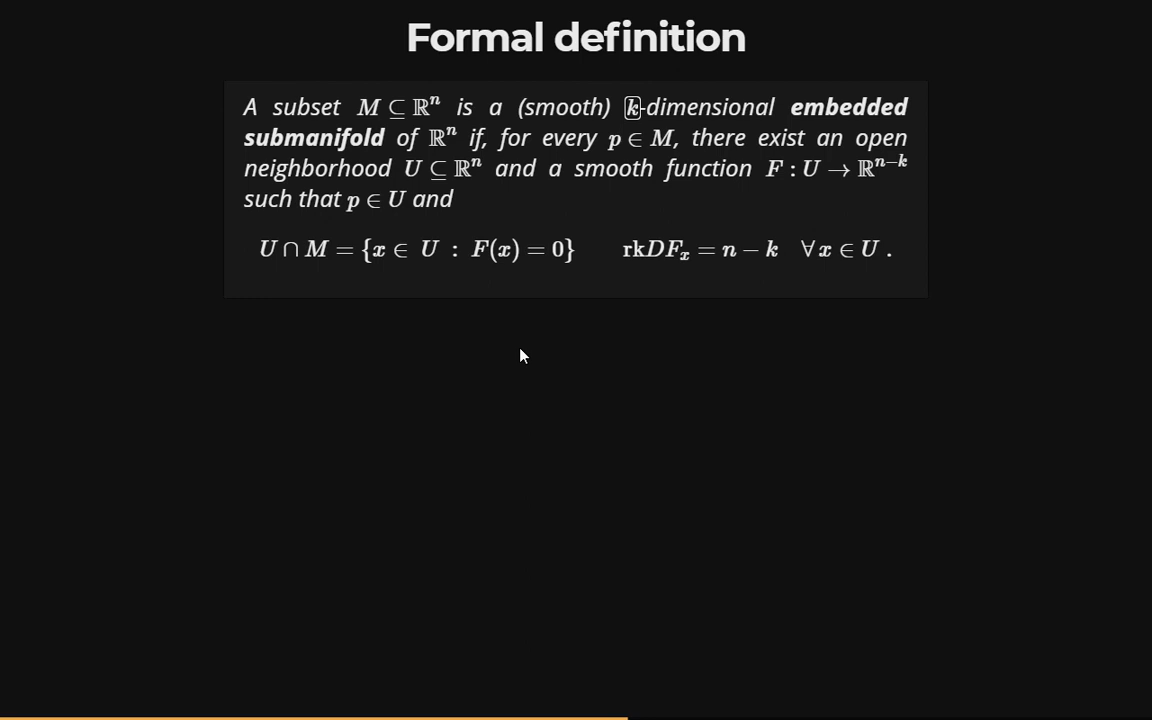 Formal definition
A subset M ⊆ ℝⁿ is a (smooth) k-dimensional embedded
submanifold of ℝⁿ if, for every p ∈ M, there exist an open
neighborhood U ⊆ ℝⁿ and a smooth function F : U → ℝⁿ⁻ᵏ
such that p ∈ U and
U ∩ M = {x ∈ U : F(x) = 0} rkDFₓ = n − k ∀ x ∈ U .